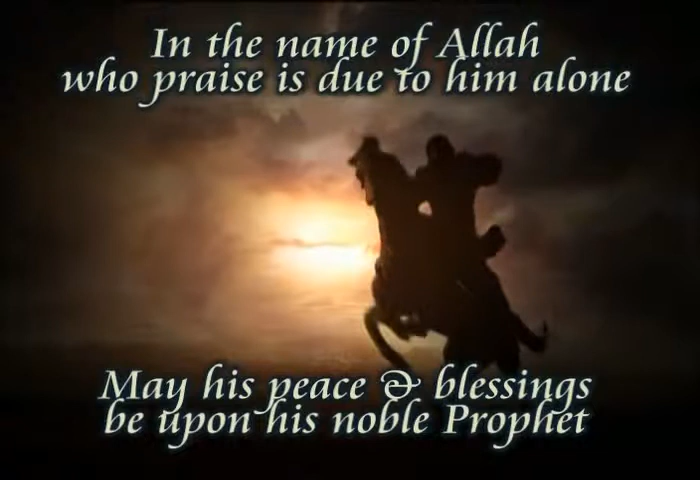 In the name of Allah
who praise is due to him alone
May his peace & blessings
be upon his noble Prophet